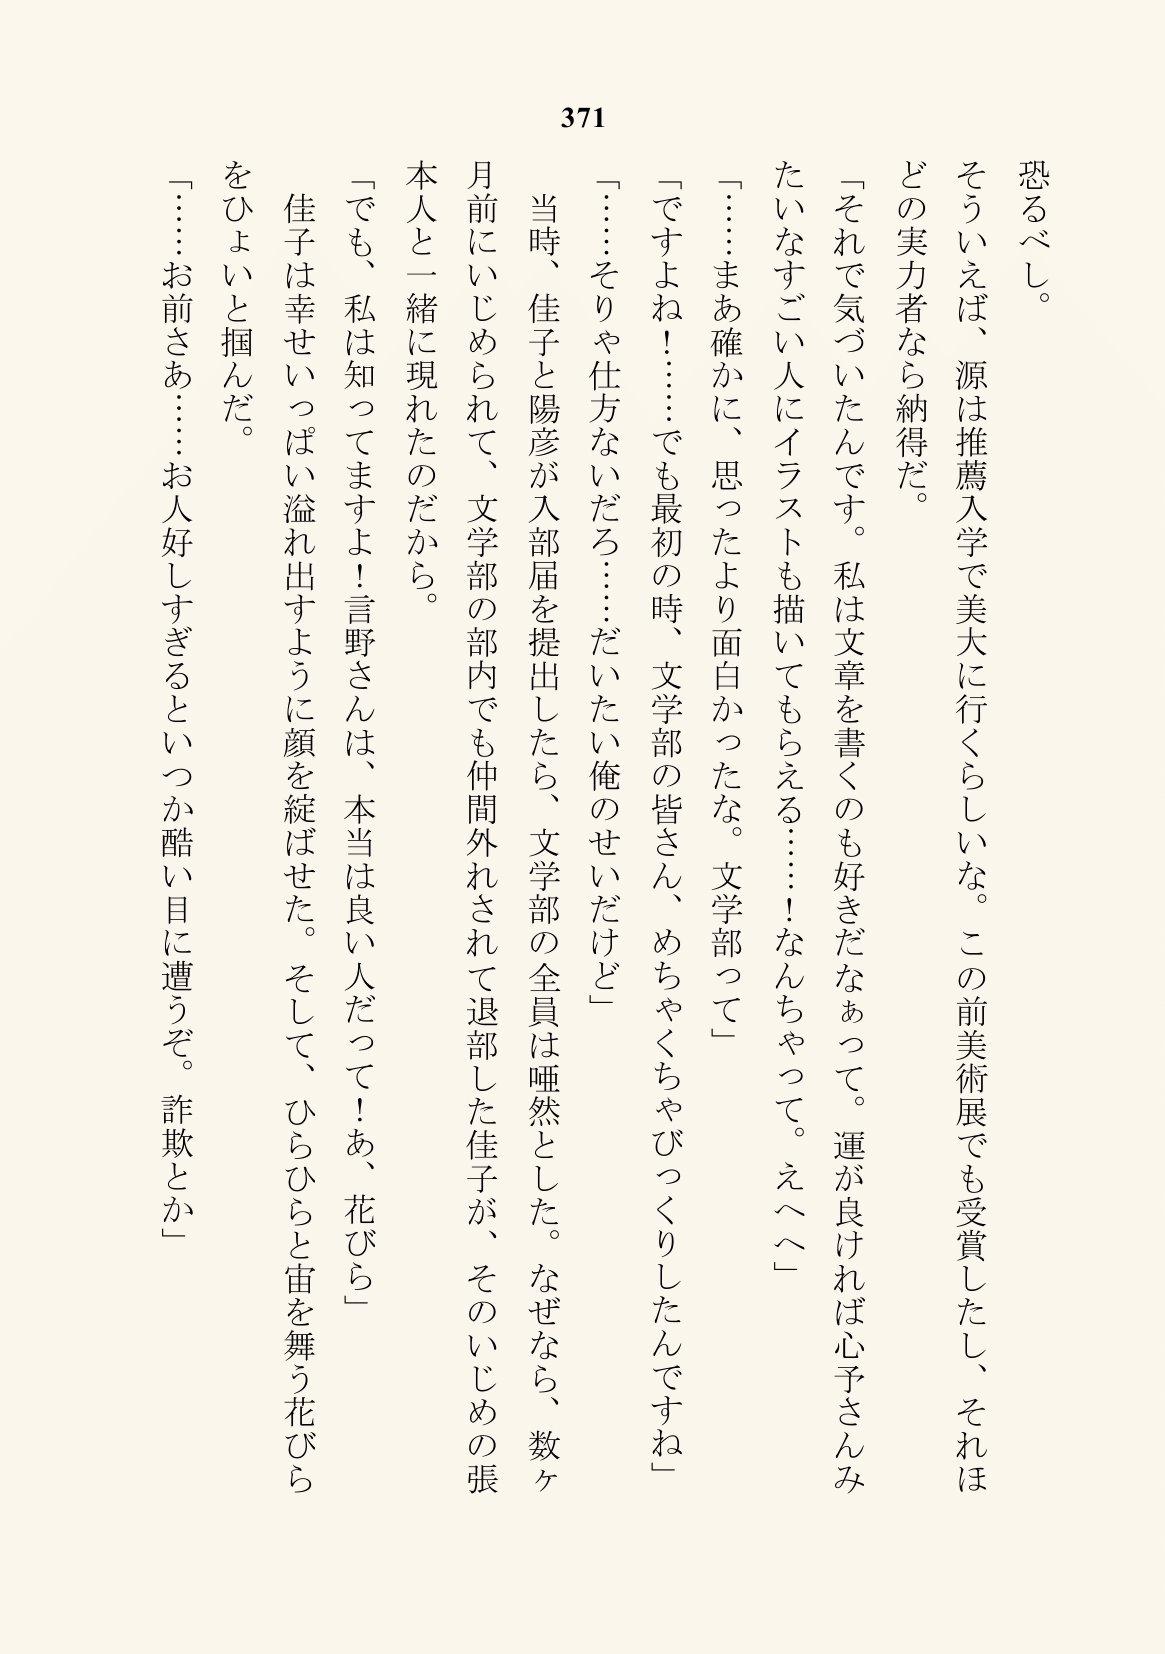 371
恐るべし。
そういえば、源は推薦入学で美大に行くらしいな。この前美術展でも受賞したし、それほ
どの実力者なら納得だ。
「それで気づいたんです。私は文章を書くのも好きだなぁって。運が良ければ心予さんみ
たいなすごい人にイラストも描いてもらえる……！なんちゃって。えへへ」
「……まあ確かに、思ったより面白かったな。文学部って」
「ですよね！……でも最初の時、文学部の皆さん、めちゃくちゃびっくりしたんですね」
「……そりゃ仕方ないだろ……だいたい俺のせいだけど」
　当時、佳子と陽彦が入部届を提出したら、文学部の全員は唖然とした。なぜなら、数ヶ
月前にいじめられて、文学部の部内でも仲間外れされて退部した佳子が、そのいじめの張
本人と一緒に現れたのだから。
「でも、私は知ってますよ！言野さんは、本当は良い人だって！あ、花びら」
　佳子は幸せいっぱい溢れ出すように顔を綻ばせた。そして、ひらひらと宙を舞う花びら
をひょいと掴んだ。
「……お前さあ……お人好しすぎるといつか酷い目に遭うぞ。詐欺とか」